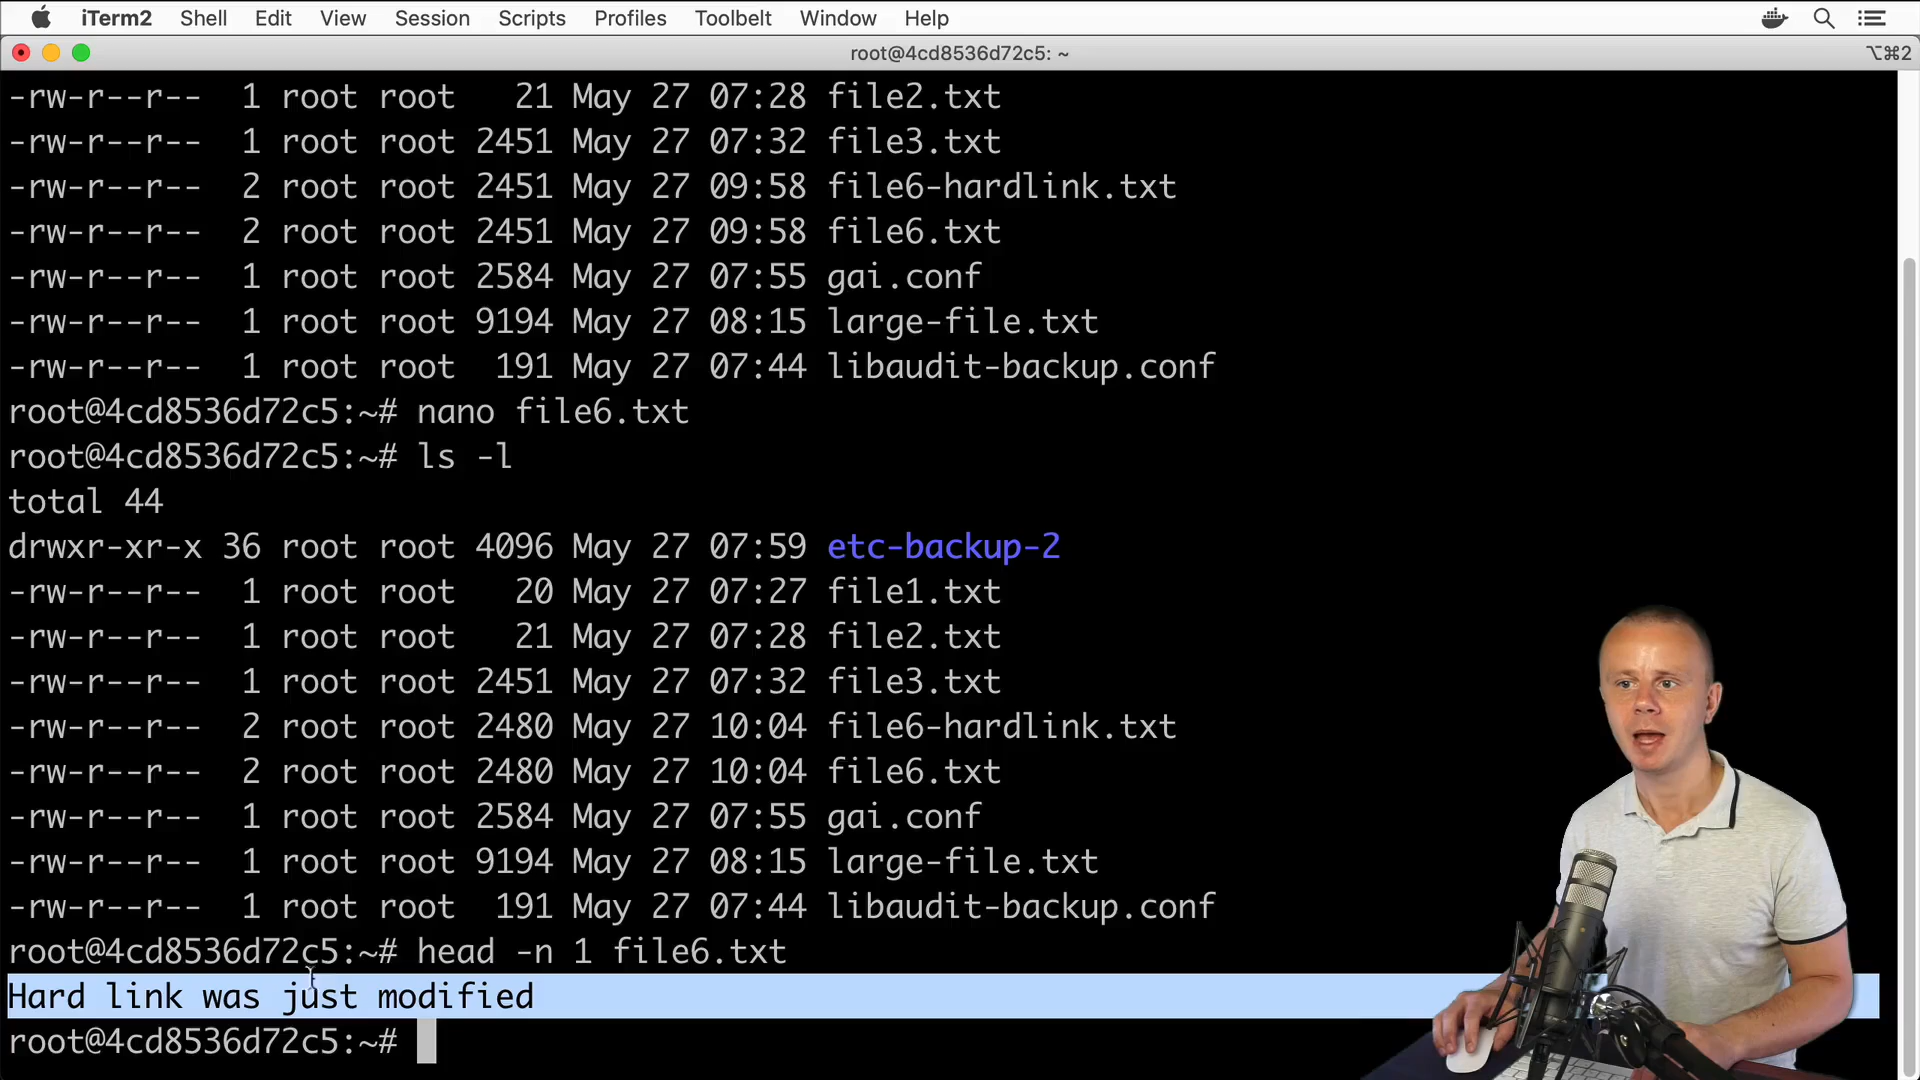 iTerm2 Shell Edit View Session Scripts Profiles Toolbelt Window Help
root@4cd8536d72c5: ~ ⌥⌘2
-rw-r--r-- 1 root root 21 May 27 07:28 file2.txt
-rw-r--r-- 1 root root 2451 May 27 07:32 file3.txt
-rw-r--r-- 2 root root 2451 May 27 09:58 file6-hardlink.txt
-rw-r--r-- 2 root root 2451 May 27 09:58 file6.txt
-rw-r--r-- 1 root root 2584 May 27 07:55 gai.conf
-rw-r--r-- 1 root root 9194 May 27 08:15 large-file.txt
-rw-r--r-- 1 root root 191 May 27 07:44 libaudit-backup.conf
root@4cd8536d72c5:~# nano file6.txt
root@4cd8536d72c5:~# ls -l
total 44
drwxr-xr-x 36 root root 4096 May 27 07:59 etc-backup-2
-rw-r--r-- 1 root root 20 May 27 07:27 file1.txt
-rw-r--r-- 1 root root 21 May 27 07:28 file2.txt
-rw-r--r-- 1 root root 2451 May 27 07:32 file3.txt
-rw-r--r-- 2 root root 2480 May 27 10:04 file6-hardlink.txt
-rw-r--r-- 2 root root 2480 May 27 10:04 file6.txt
-rw-r--r-- 1 root root 2584 May 27 07:55 gai.conf
-rw-r--r-- 1 root root 9194 May 27 08:15 large-file.txt
-rw-r--r-- 1 root root 191 May 27 07:44 libaudit-backup.conf
root@4cd8536d72c5:~# head -n 1 file6.txt
Hard link was just modified
root@4cd8536d72c5:~#